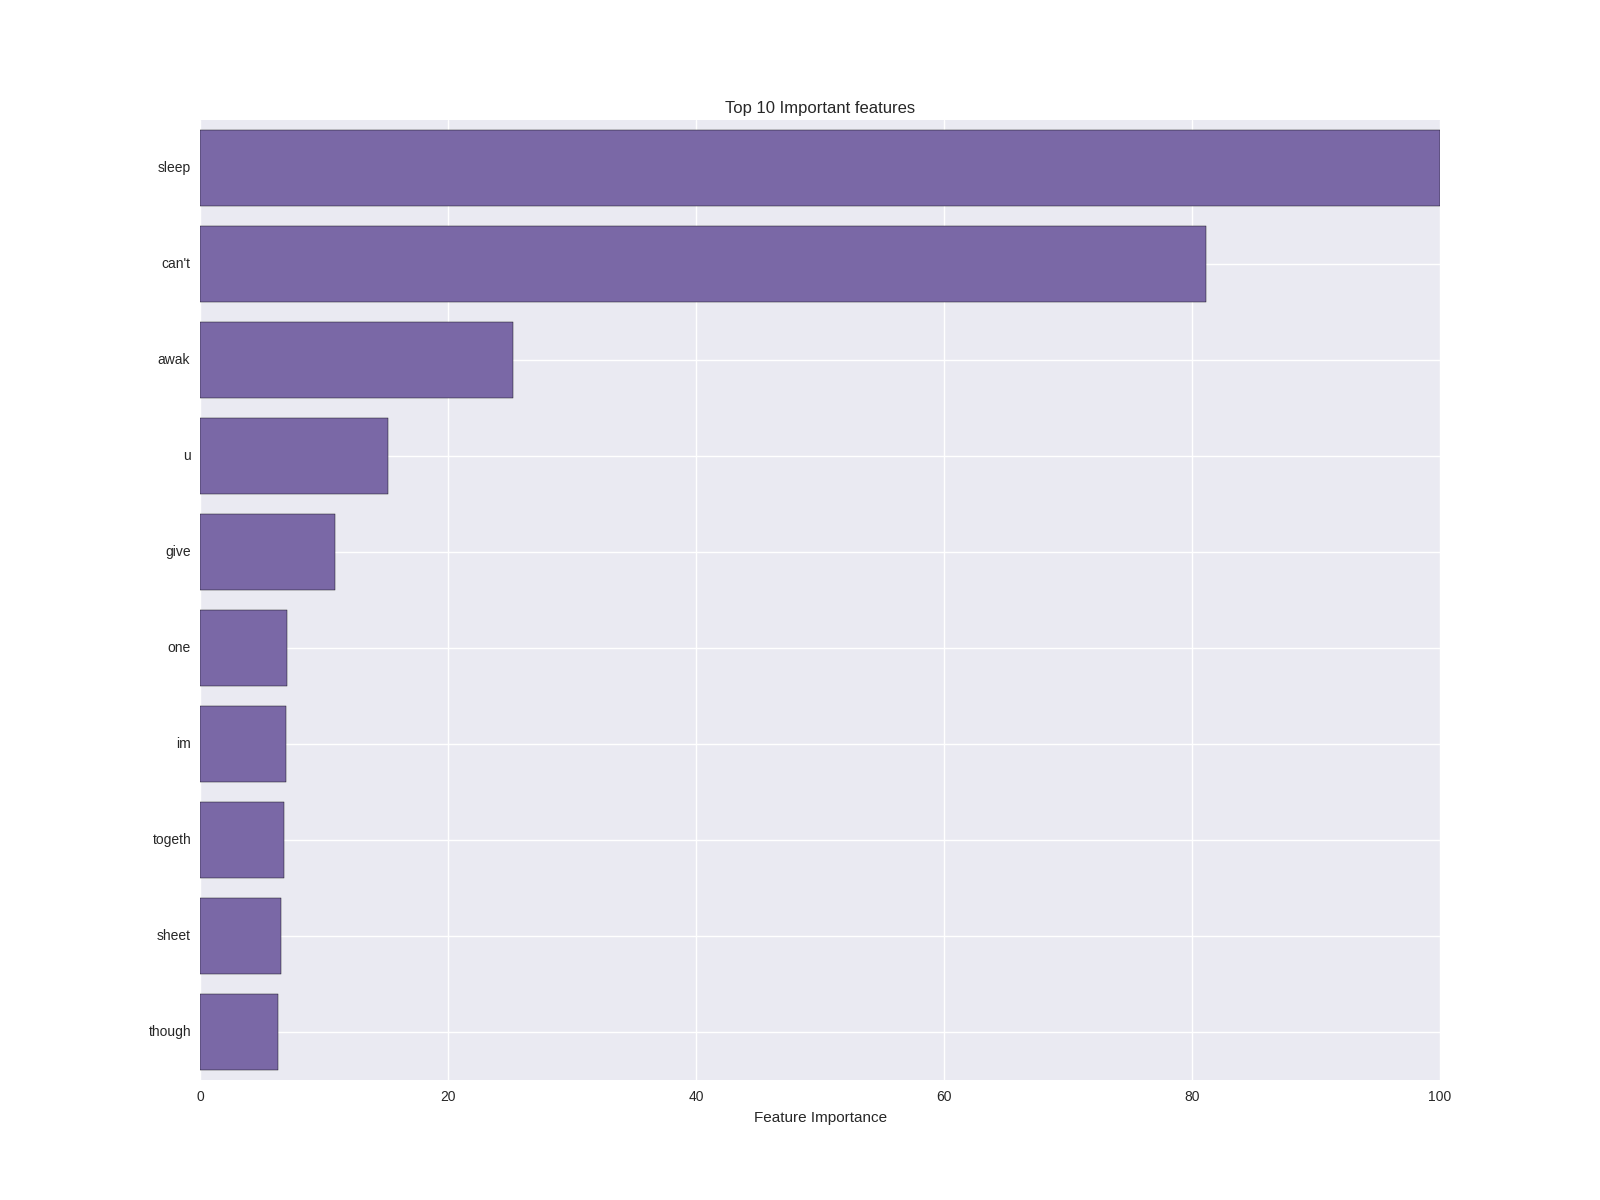 Top 10 Important features
sleep
can't
awak
u
give
one
im
togeth
sheet
though
0 20 40 60 80 100
Feature Importance